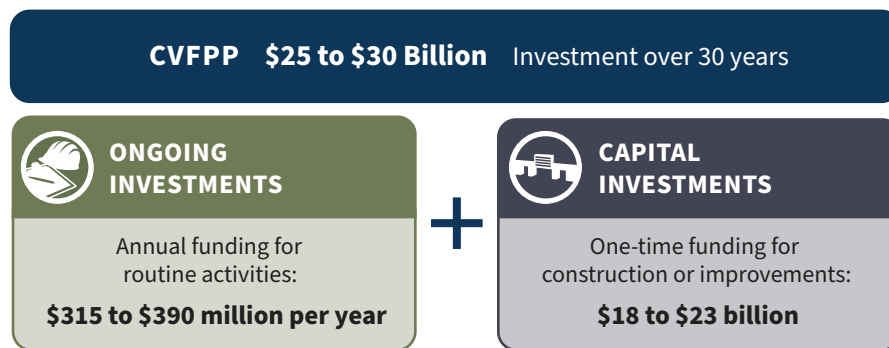 CVFPP $25 to $30 Billion Investment over 30 years
ONGOING
INVESTMENTS
Annual funding for
routine activities:
$315 to $390 million per year
+
CAPITAL
INVESTMENTS
One-time funding for
construction or improvements:
$18 to $23 billion